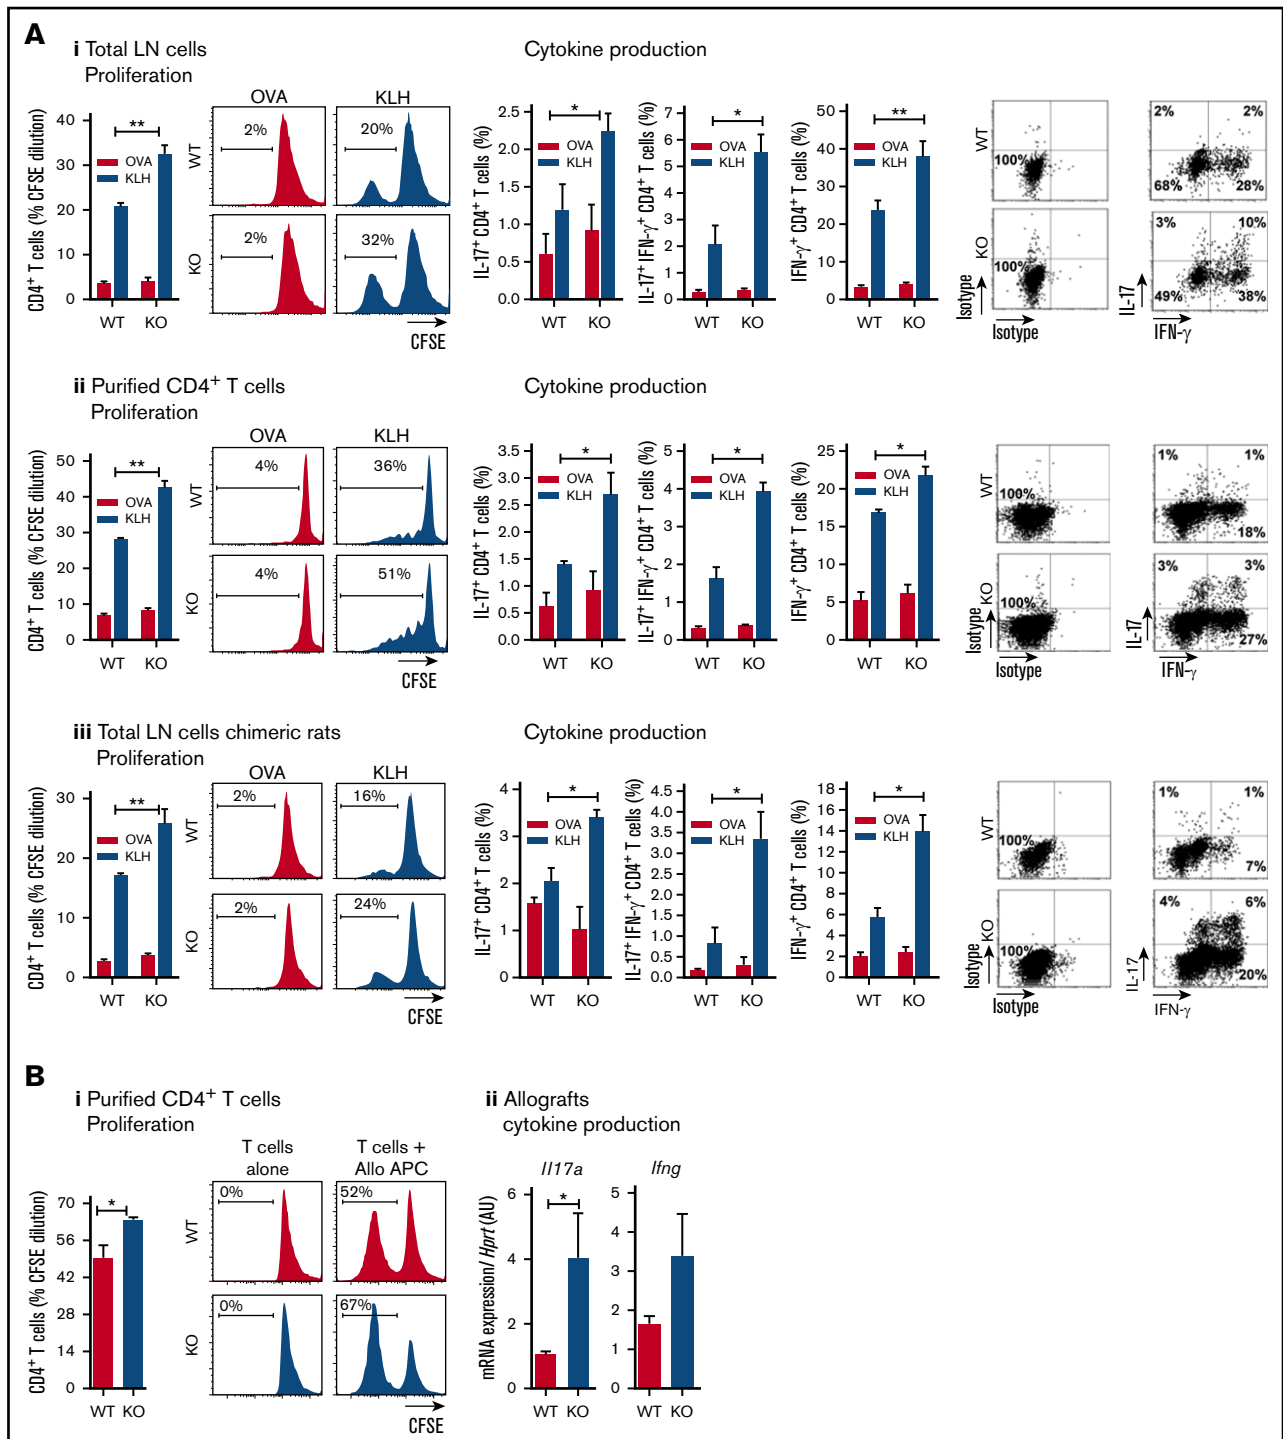 A
i Total LN cells
Proliferation
Cytokine production
CD4+ T cells (% CFSE dilution)
40
30
20
10
0
**
OVA
KLH
WT KO
OVA KLH
WT
2%
20%
KO
2%
32%
CFSE
IL-17+ CD4+ T cells (%)
2.5
2.0
1.5
1.0
0.5
0.0
*
OVA
KLH
WT KO
IL-17+ IFN-γ+ CD4+ T cells (%)
7
6
5
4
3
2
1
0
*
OVA
KLH
WT KO
IFN-γ+ CD4+ T cells (%)
50
40
30
20
10
0
**
OVA
KLH
WT KO
WT
100%
KO
100%
Isotype
Isotype
2% 2%
68% 28%
3% 10%
49% 38%
IL-17
IFN-γ
ii Purified CD4+ T cells
Proliferation
Cytokine production
CD4+ T cells (% CFSE dilution)
50
40
30
20
10
0
**
OVA
KLH
WT KO
OVA KLH
WT
4%
36%
KO
4%
51%
CFSE
IL-17+ CD4+ T cells (%)
3.5
3.0
2.5
2.0
1.5
1.0
0.5
0.0
*
OVA
KLH
WT KO
IL-17+ IFN-γ+ CD4+ T cells (%)
5
4
3
2
1
0
*
OVA
KLH
WT KO
IFN-γ+ CD4+ T cells (%)
25
20
15
10
5
0
*
OVA
KLH
WT KO
WT
100%
KO
100%
Isotype
Isotype
1% 1%
18%
3% 3%
27%
IL-17
IFN-γ
iii Total LN cells chimeric rats
Proliferation
Cytokine production
CD4+ T cells (% CFSE dilution)
30
20
10
0
**
OVA
KLH
WT KO
OVA KLH
WT
2%
16%
KO
2%
24%
CFSE
IL-17+ CD4+ T cells (%)
4
3
2
1
0
*
OVA
KLH
WT KO
IL-17+ IFN-γ+ CD4+ T cells (%)
4.5
4.0
3.5
3.0
2.5
2.0
1.5
1.0
0.5
0.0
*
OVA
KLH
WT KO
IFN-γ+ CD4+ T cells (%)
18
16
14
12
10
8
6
4
2
0
*
OVA
KLH
WT KO
WT
100%
KO
100%
Isotype
Isotype
1% 1%
7%
4% 6%
20%
IL-17
IFN-γ
B
i Purified CD4+ T cells
Proliferation
CD4+ T cells (% CFSE dilution)
70
56
42
28
14
0
*
WT KO
T cells
alone
T cells +
Allo APC
WT
0%
52%
KO
0%
67%
CFSE
ii Allografts
cytokine production
mRNA expression/ Hprt (AU)
Il17a
6
4
2
0
*
WT KO
Ifng
5
4
3
2
1
0
WT KO